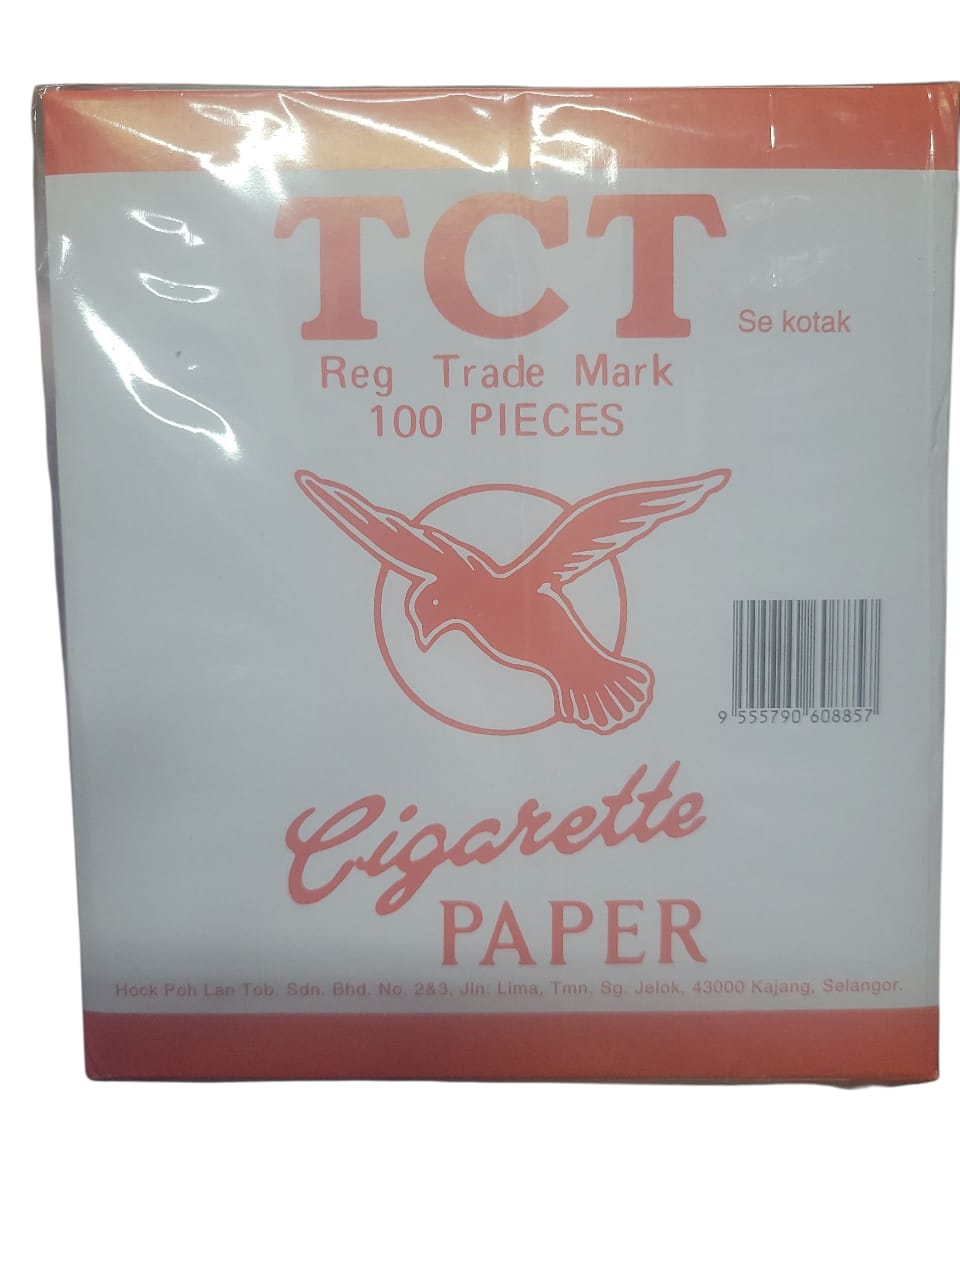 TCT
Se kotak
Reg Trade Mark
100 PIECES
9 555790 608857
Cigarette
PAPER
Hock Poh Lan Tob. Sdn. Bhd. No. 2&3, Jln. Lima, Tmn. Sg. Jelok, 43000 Kajang, Selangor.